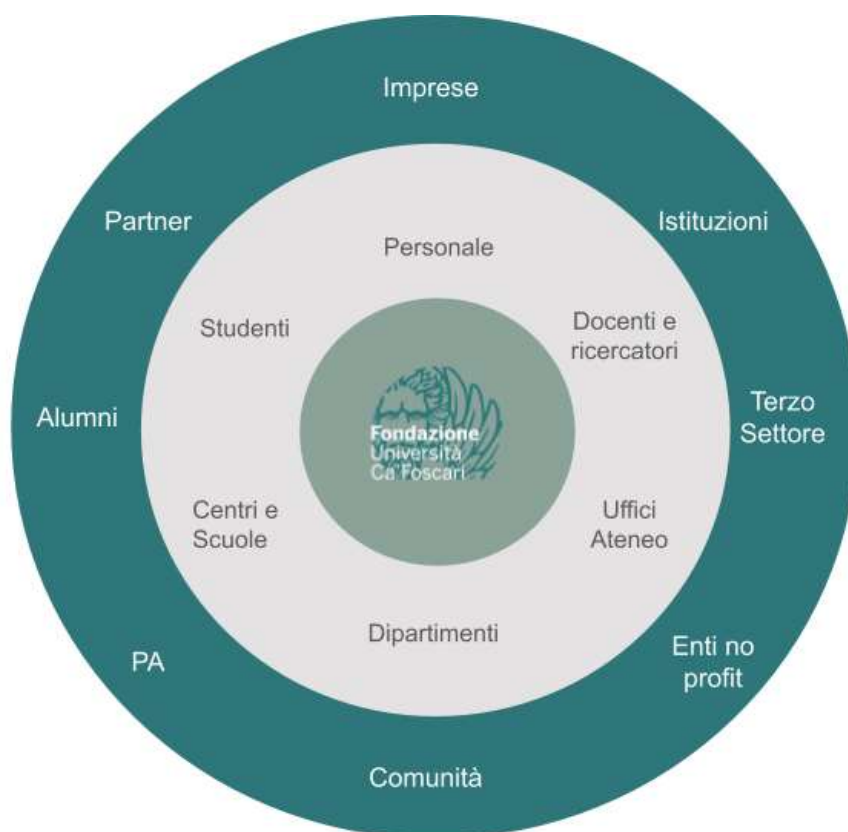 Imprese
Partner
Istituzioni
Personale
Studenti
Docenti e
ricercatori
Alumni
Terzo
Settore
Fondazione
Università
Ca'Foscari
Centri e
Scuole
Uffici
Ateneo
Dipartimenti
PA
Enti no
profit
Comunità